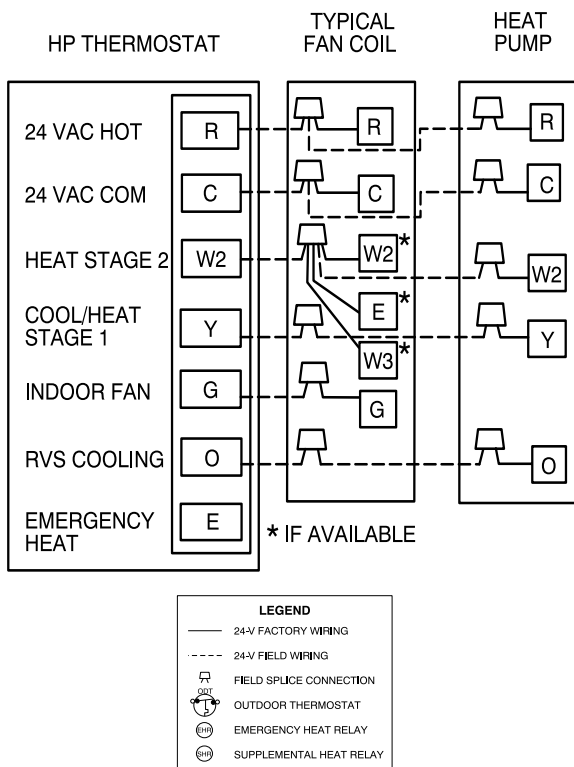 HP THERMOSTAT
TYPICAL
FAN COIL
HEAT
PUMP
24 VAC HOT
R
R
R
24 VAC COM
C
C
C
HEAT STAGE 2
W2
W2*
W2
E*
COOL/HEAT
STAGE 1
Y
Y
W3*
INDOOR FAN
G
G
RVS COOLING
O
O
EMERGENCY
HEAT
E
* IF AVAILABLE
LEGEND
24-V FACTORY WIRING
24-V FIELD WIRING
FIELD SPLICE CONNECTION
ODT
OUTDOOR THERMOSTAT
EHR
EMERGENCY HEAT RELAY
SHR
SUPPLEMENTAL HEAT RELAY